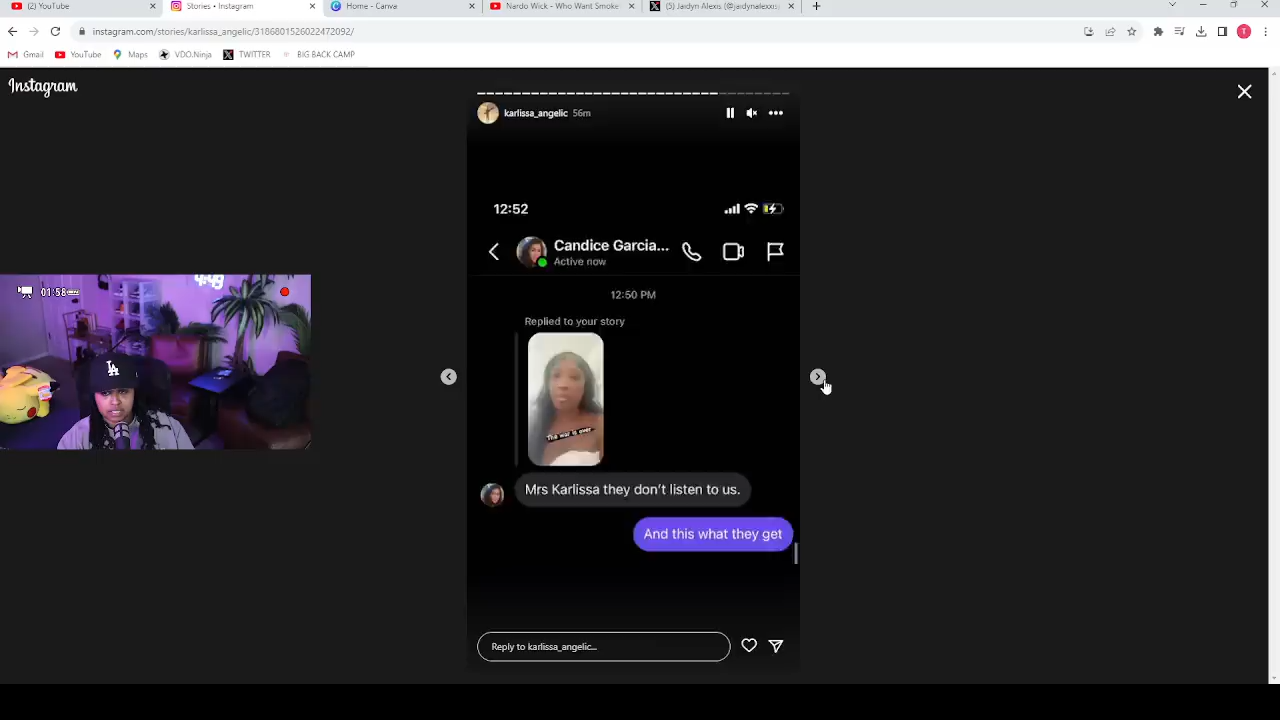 YouTube
Stories • Instagram
Home - Canva
Nardo Wick - Who Want Smoke
(5) Jaidyn Alexis (@jaidynalexxis
instagram.com/stories/karlissa_angelic/3186801526022472092/
T
Gmail
YouTube
Maps
VDO.Ninja
TWITTER
BIG BACK CAMP
Instagram
karlissa_angelic 56m
12:52
Candice Garcia...
Active now
12:50 PM
Replied to your story
The war is over
Mrs Karlissa they don't listen to us.
And this what they get
Reply to karlissa_angelic...
01:58
LA